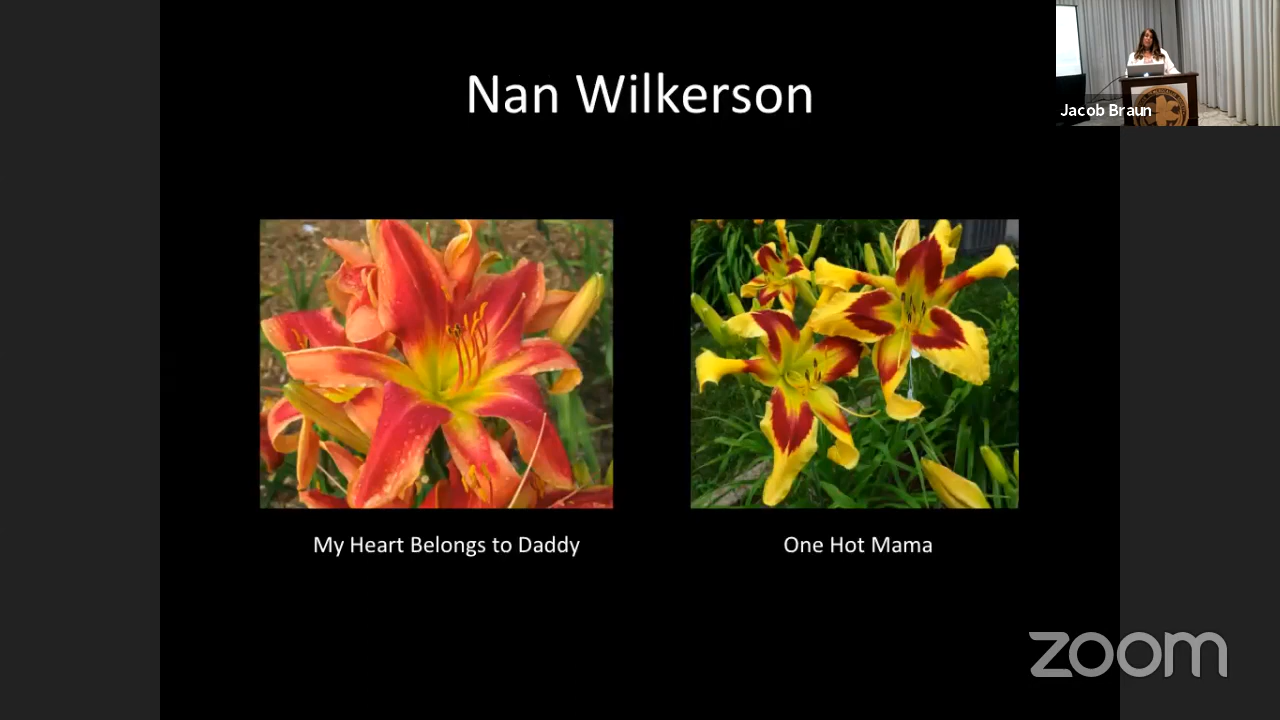 Nan Wilkerson
Jacob Braun
My Heart Belongs to Daddy
One Hot Mama
zoom